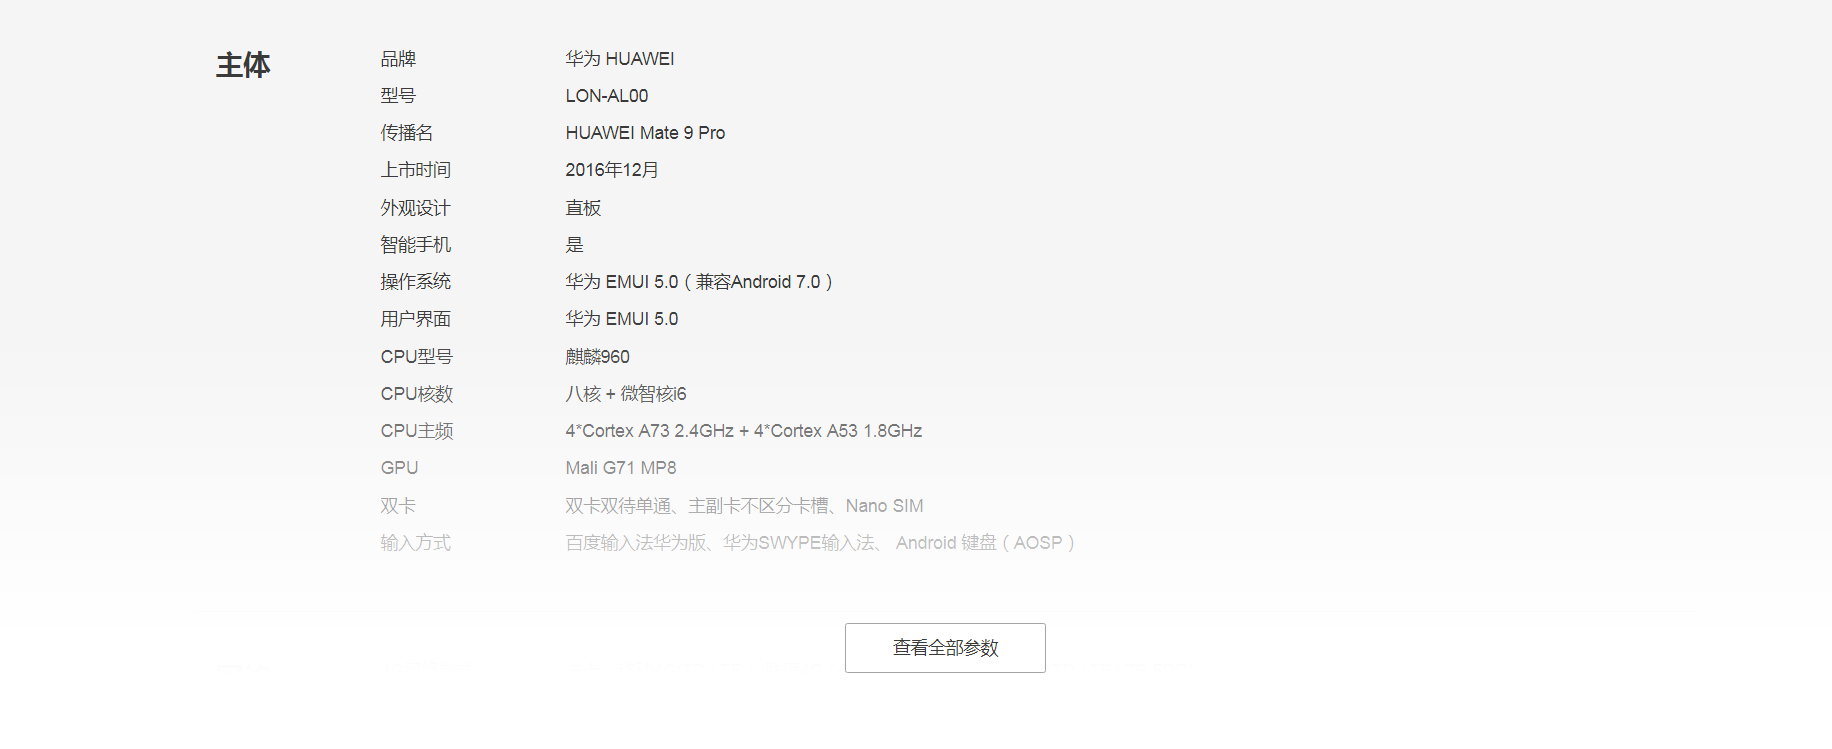 主体
品牌 华为 HUAWEI
型号 LON-AL00
传播名 HUAWEI Mate 9 Pro
上市时间 2016年12月
外观设计 直板
智能手机 是
操作系统 华为 EMUI 5.0（兼容Android 7.0）
用户界面 华为 EMUI 5.0
CPU型号 麒麟960
CPU核数 八核 + 微智核i6
CPU主频 4*Cortex A73 2.4GHz + 4*Cortex A53 1.8GHz
GPU Mali G71 MP8
双卡 双卡双待单通、主副卡不区分卡槽、Nano SIM
输入方式 百度输入法华为版、华为SWYPE输入法、 Android 键盘（AOSP）
查看全部参数